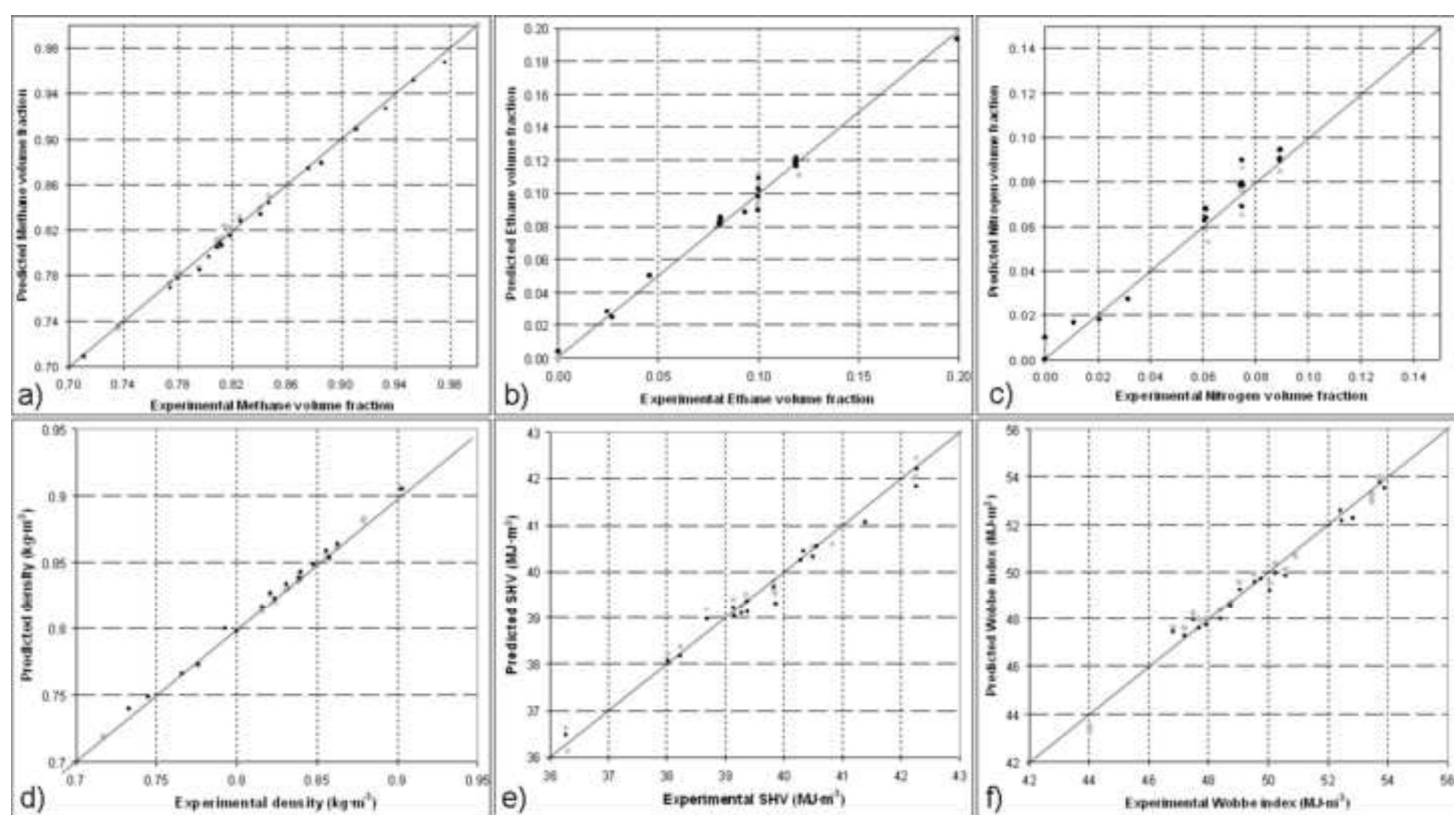 Predicted Methane volume fraction
0.98
0.94
0.90
0.86
0.82
0.78
0.74
0.70
0.70 0.74 0.78 0.82 0.86 0.90 0.94 0.98
a) Experimental Methane volume fraction
Predicted Ethane volume fraction
0.20
0.18
0.16
0.14
0.12
0.10
0.08
0.06
0.04
0.02
0.00
0.00 0.05 0.10 0.15 0.20
b) Experimental Ethane volume fraction
Predicted Nitrogen volume fraction
0.14
0.12
0.10
0.08
0.06
0.04
0.02
0.00
0.00 0.02 0.04 0.06 0.08 0.10 0.12 0.14
c) Experimental Nitrogen volume fraction
Predicted density (kg·m³)
0.95
0.9
0.85
0.8
0.75
0.7
0.7 0.75 0.8 0.85 0.9 0.95
d) Experimental density (kg·m³)
Predicted SHV (MJ·m³)
43
42
41
40
39
38
37
36
36 37 38 39 40 41 42 43
e) Experimental SHV (MJ·m³)
Predicted Wobbe index (MJ·m³)
56
54
52
50
48
46
44
42
42 44 46 48 50 52 54 56
f) Experimental Wobbe index (MJ·m³)